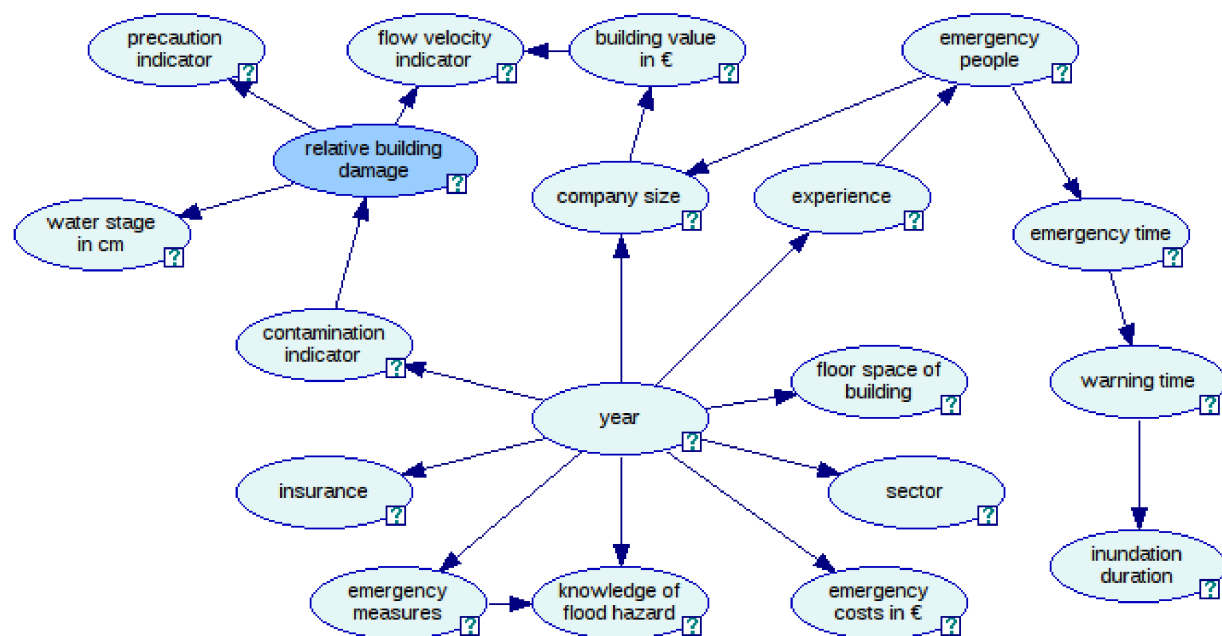 precaution
indicator
?
flow velocity
indicator
?
building value
in €
?
emergency
people
?
relative building
damage
?
company size
?
experience
?
water stage
in cm
?
emergency time
?
contamination
indicator
?
floor space of
building
?
warning time
?
year
?
insurance
?
sector
?
emergency
measures
?
knowledge of
flood hazard
?
emergency
costs in €
?
inundation
duration
?